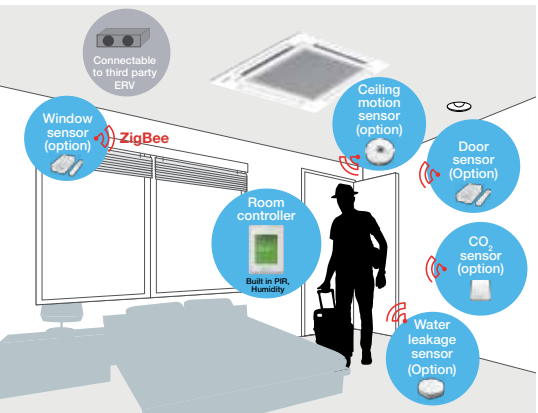 Connectable
to third party
ERV
Window
sensor
(option)
ZigBee
Ceiling
motion
sensor
(option)
Door
sensor
(Option)
Room
controller
Built in PIR,
Humidity
CO₂
sensor
(option)
Water
leakage
sensor
(Option)